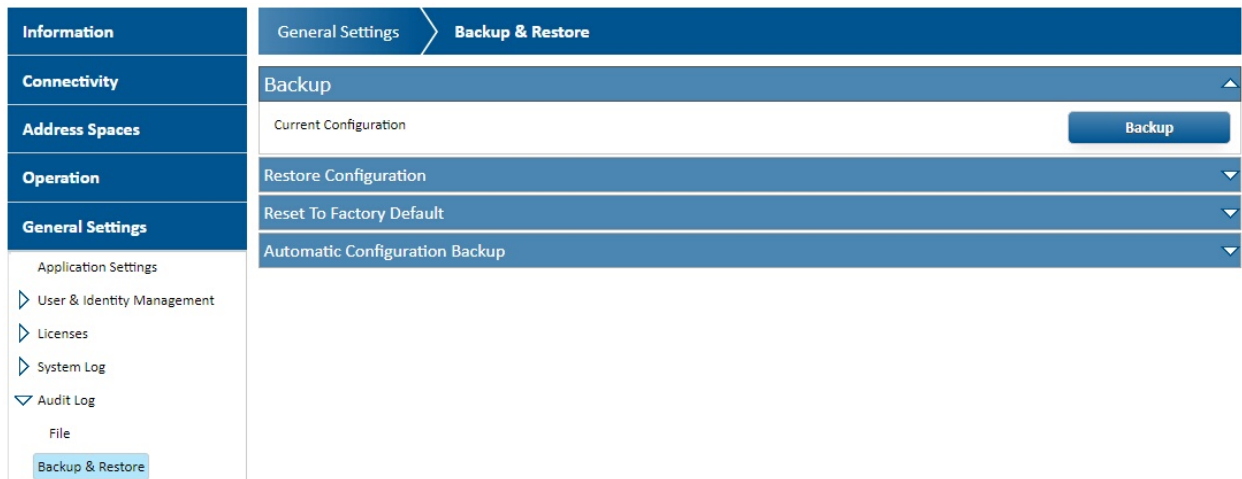 Information
Connectivity
Address Spaces
Operation
General Settings
Application Settings
User & Identity Management
Licenses
System Log
Audit Log
File
Backup & Restore
General Settings
Backup & Restore
Backup
Current Configuration
Backup
Restore Configuration
Reset To Factory Default
Automatic Configuration Backup